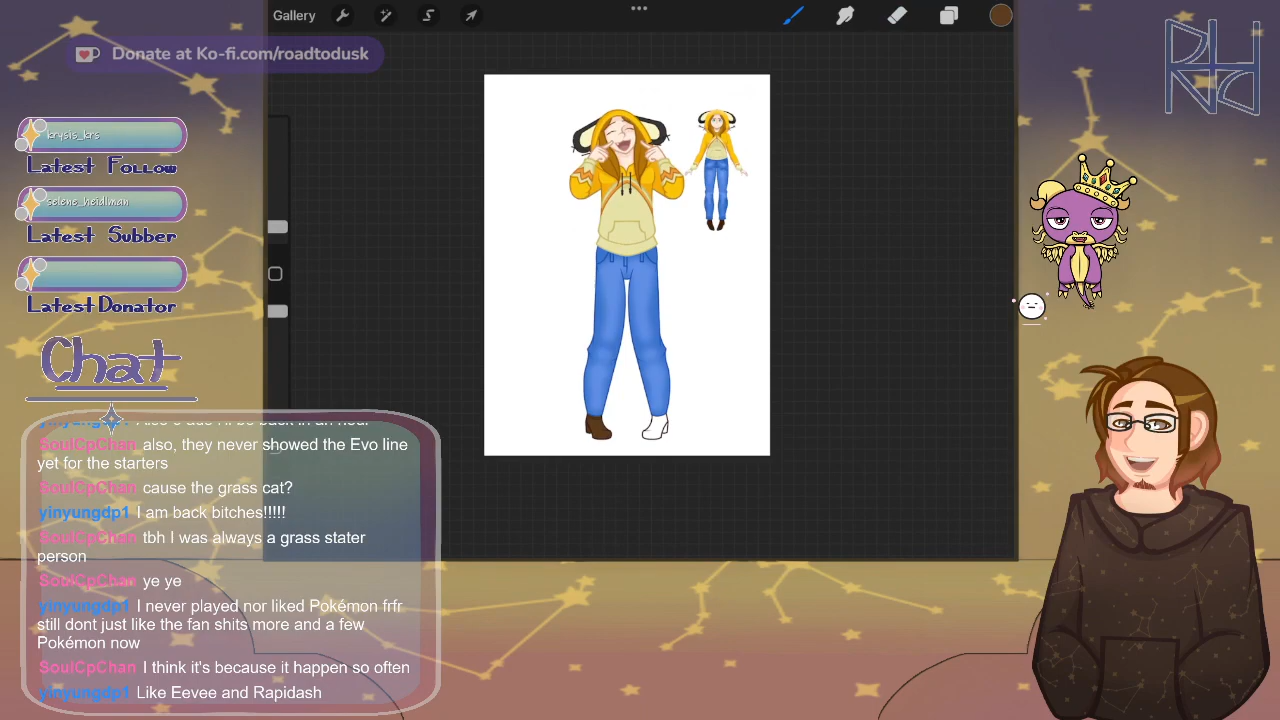 Gallery
Donate at Ko-fi.com/roadtodusk
krysis_krs
Latest Follow
selene_heidlman
Latest Subber
Latest Donator
Chat
SoulCpChan also, they never showed the Evo line
yet for the starters
SoulCpChan cause the grass cat?
yinyungdp1 I am back bitches!!!!!
SoulCpChan tbh I was always a grass stater
person
SoulCpChan ye ye
yinyungdp1 I never played nor liked Pokémon frfr
still dont just like the fan shits more and a few
Pokémon now
SoulCpChan I think it's because it happen so often
yinyungdp1 Like Eevee and Rapidash